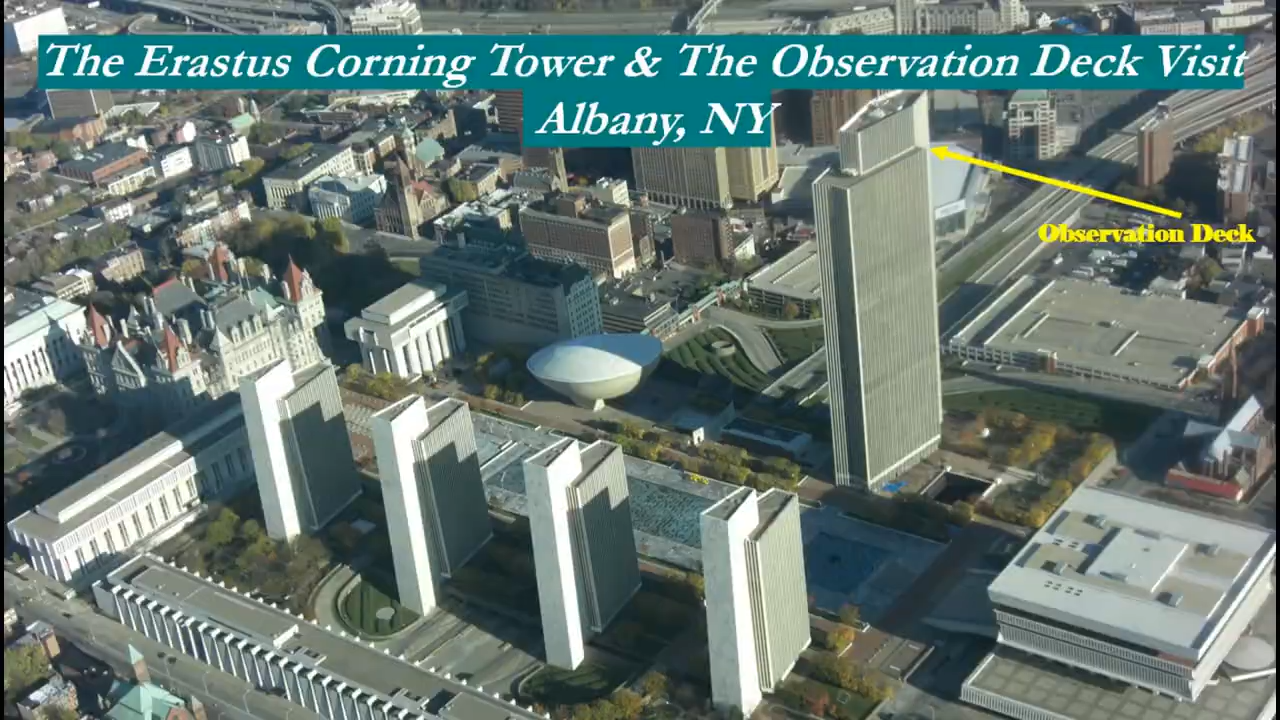 The Erastus Corning Tower & The Observation Deck Visit
Albany, NY
Observation Deck